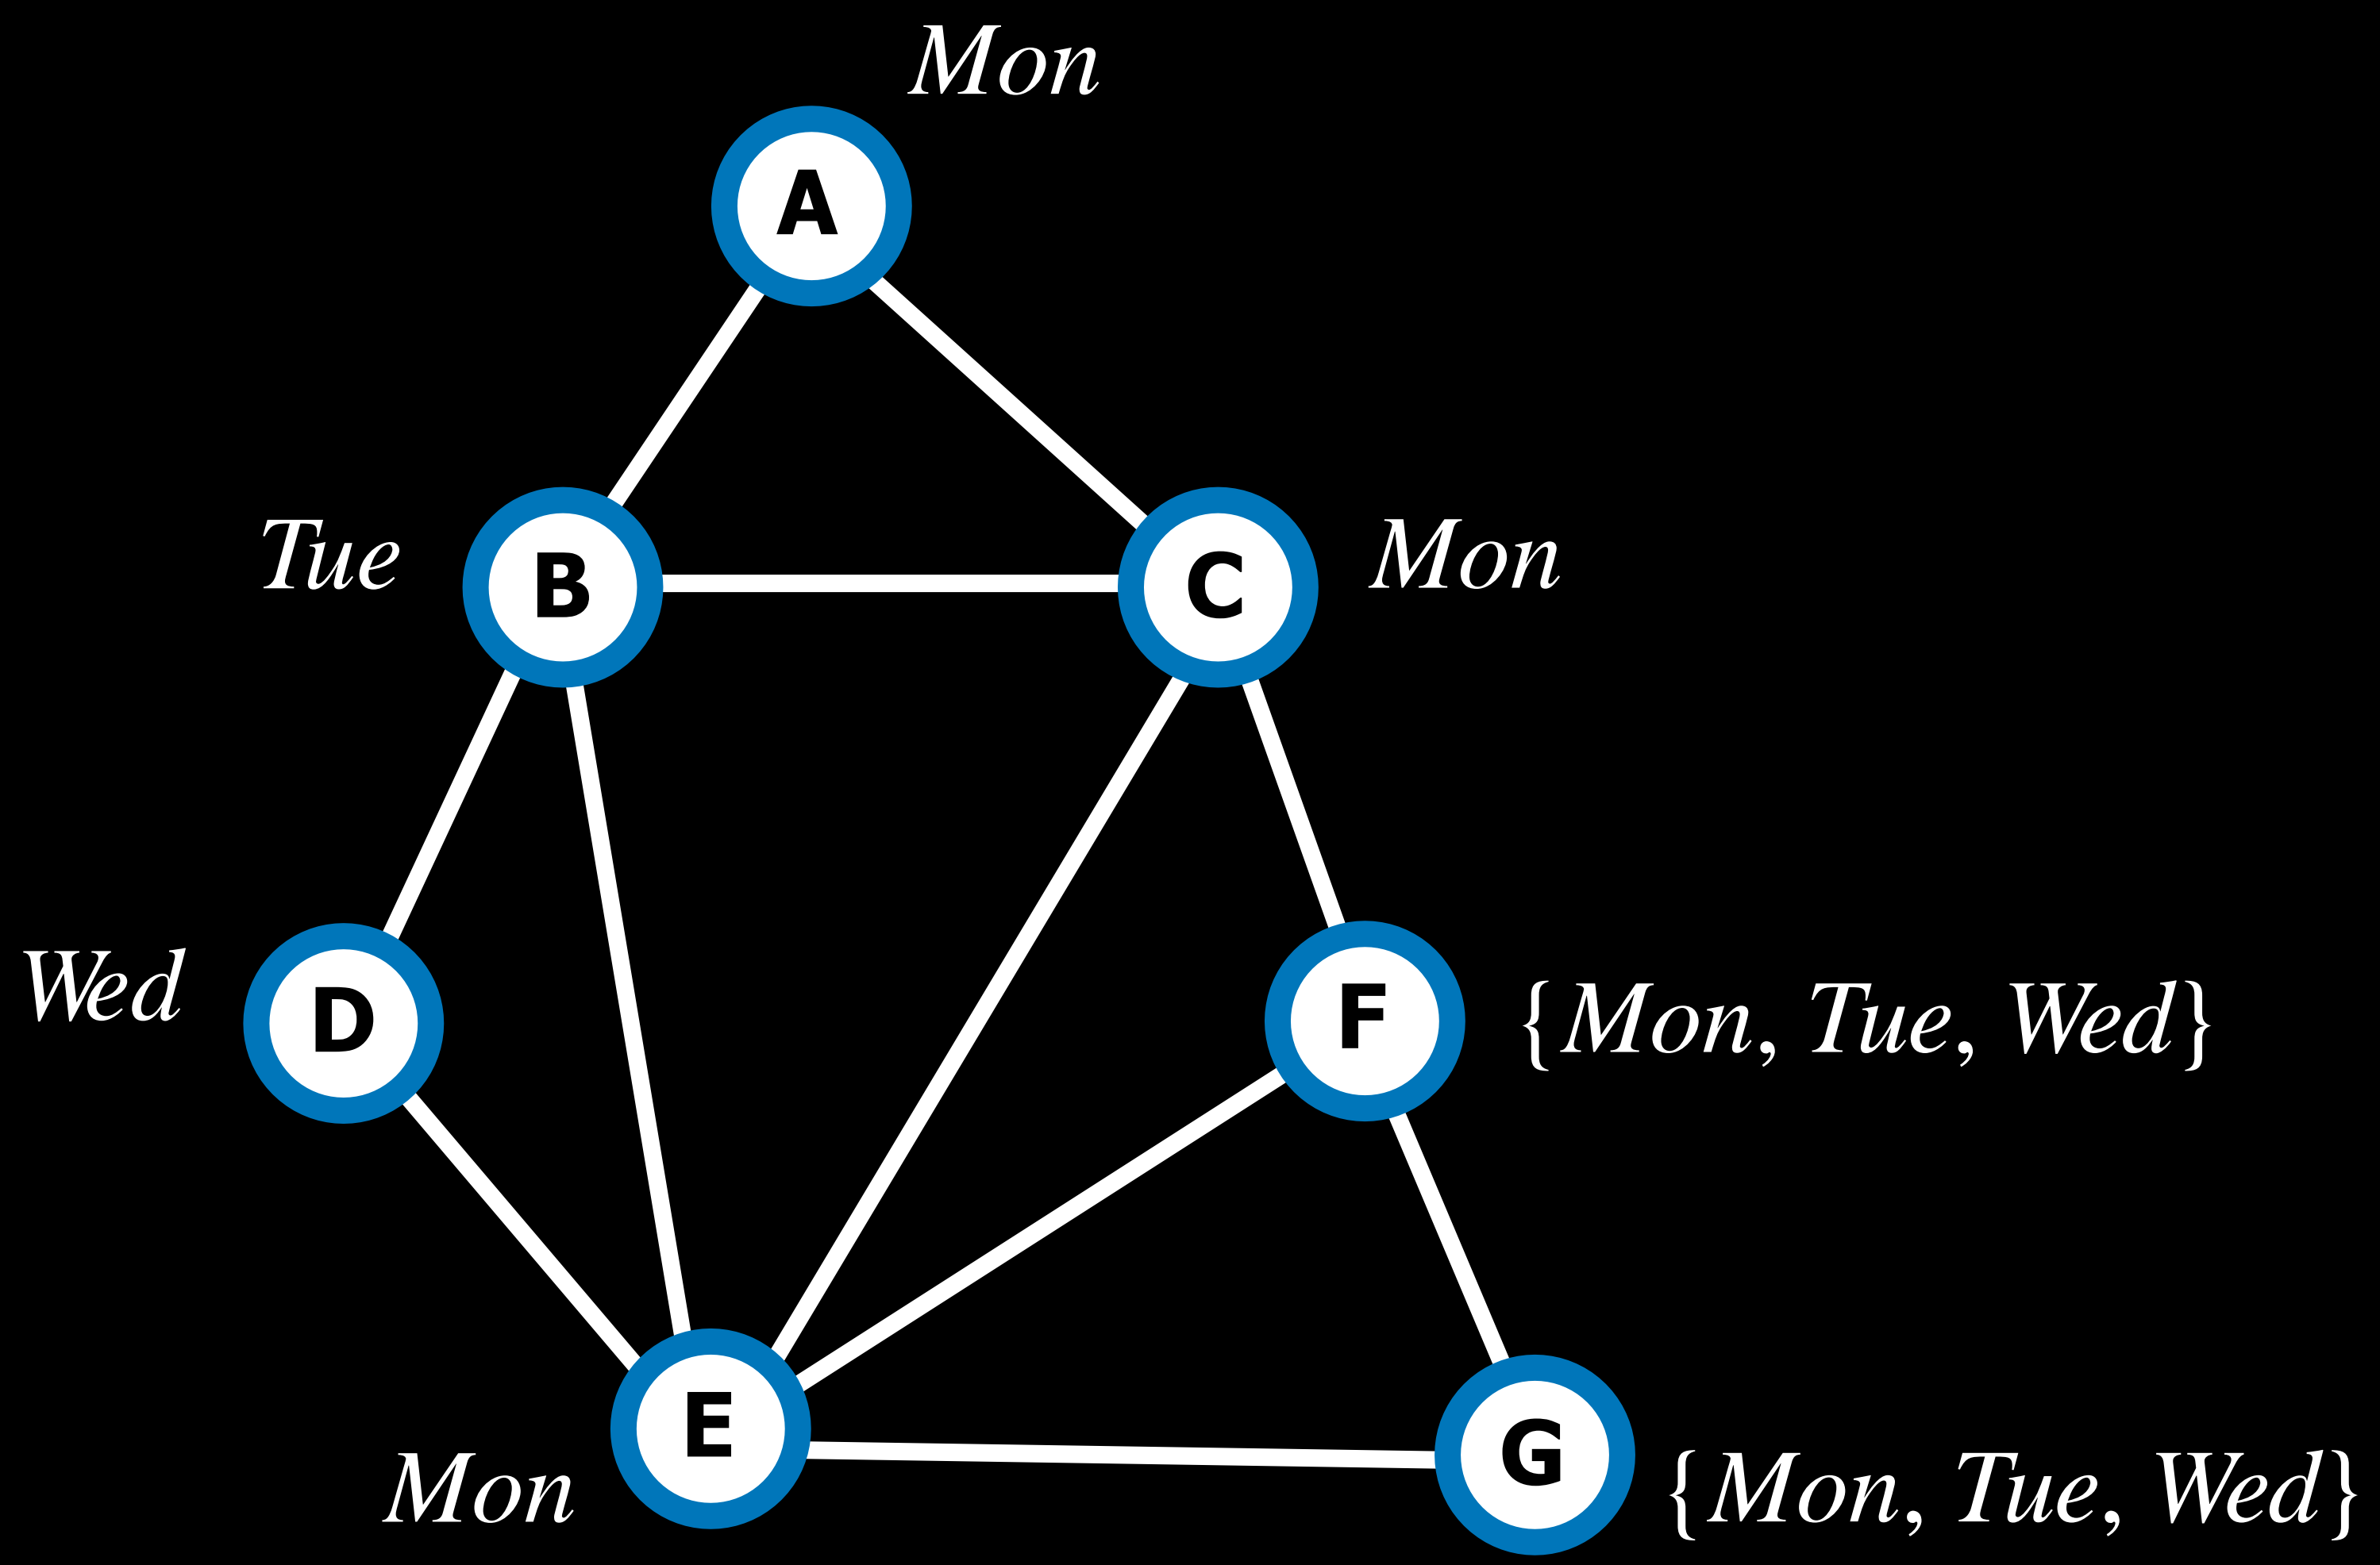 Mon
A
Tue
B
C
Mon
Wed
D
F
{Mon, Tue, Wed}
E
Mon
G
{Mon, Tue, Wed}